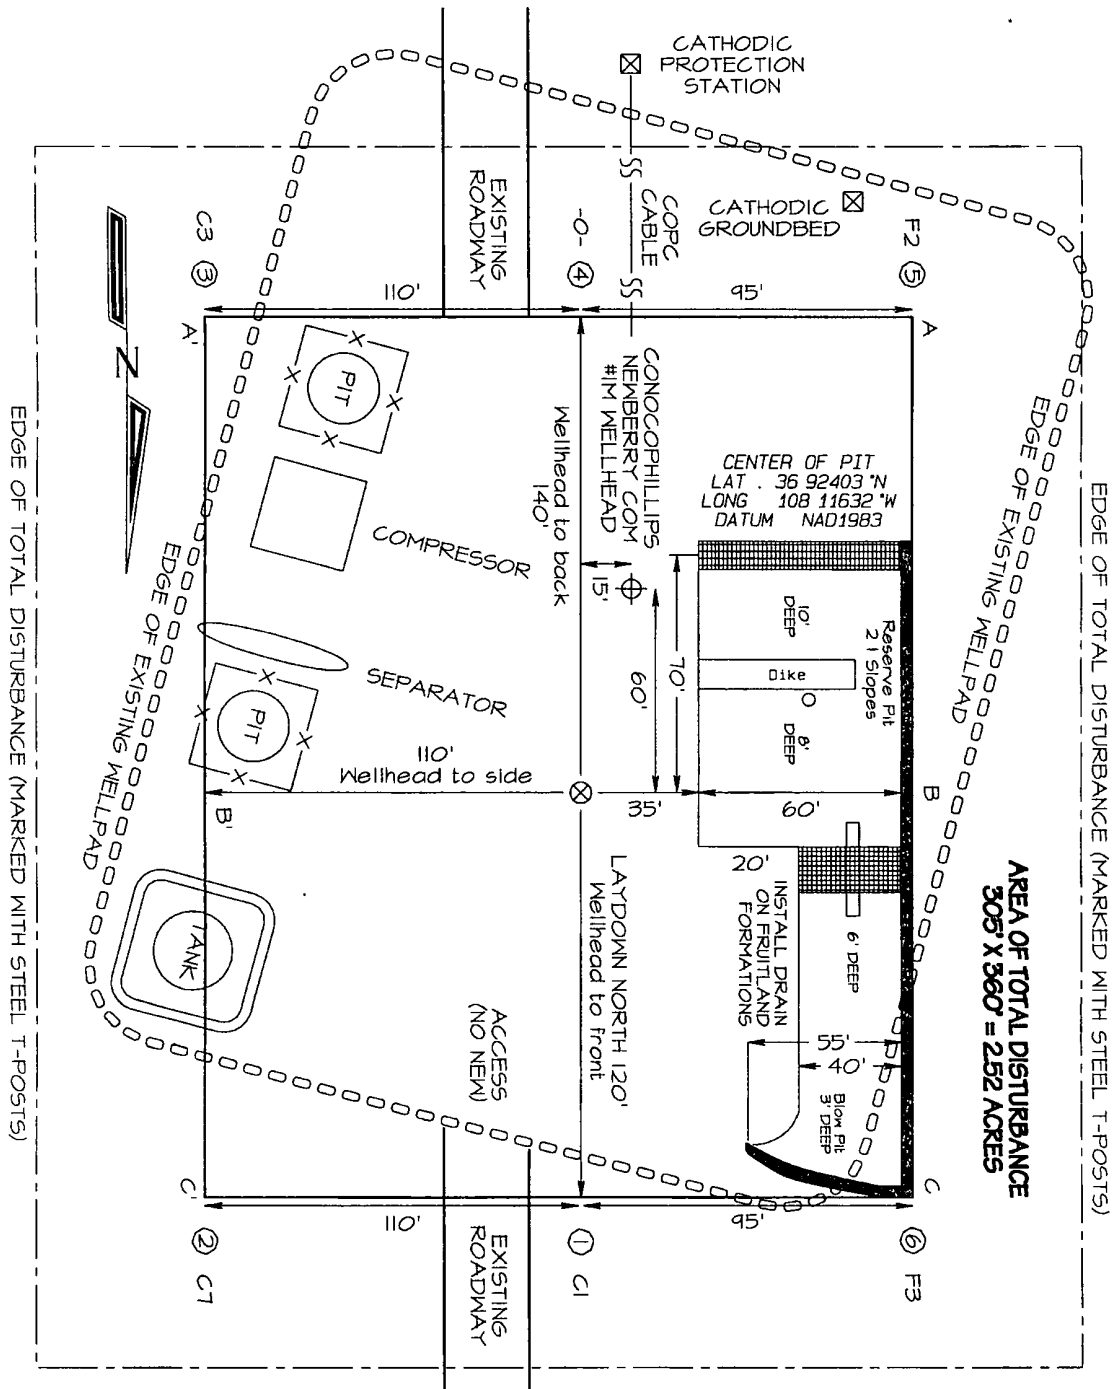 CATHODIC
PROTECTION
STATION
CATHODIC
GROUNDBED
EXISTING
ROADWAY
COPC
CABLE
C3 ③
-0- ④
F2 ⑤
110'
95'
A'
A
N
PIT
COMPRESSOR
SEPARATOR
PIT
TANK
CONOCOPHILLIPS
NEWBERRY COM
#1M WELLHEAD
Wellhead to back
140'
15'
60'
70'
CENTER OF PIT
LAT . 36 92403 °N
LONG 108 11632 °W
DATUM NAD1983
10'
DEEP
Dike
8'
DEEP
Reserve Pit
2 1 Slopes
110'
Wellhead to side
35'
60'
B'
B
20'
INSTALL DRAIN
ON FRUITLAND
FORMATIONS
6' DEEP
55'
40'
Blow Pit
3' DEEP
LAYDOWN NORTH 120'
Wellhead to front
ACCESS
(NO NEW)
C'
C
110'
95'
② C7
① C1
⑥ F3
EXISTING
ROADWAY
EDGE OF EXISTING WELLPAD
EDGE OF EXISTING WELLPAD
EDGE OF TOTAL DISTURBANCE (MARKED WITH STEEL T-POSTS)
EDGE OF TOTAL DISTURBANCE (MARKED WITH STEEL T-POSTS)
AREA OF TOTAL DISTURBANCE
305' X 360' = 2.52 ACRES